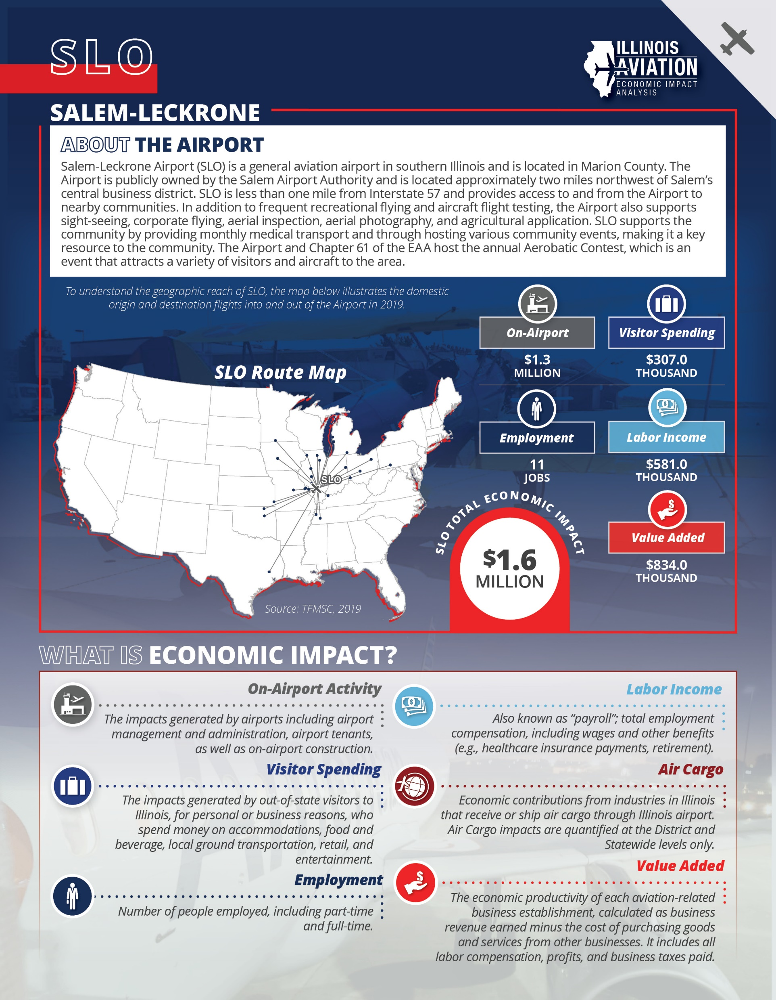 SLO
ILLINOIS
AVIATION
ECONOMIC IMPACT
ANALYSIS
SALEM-LECKRONE
ABOUT THE AIRPORT
Salem-Leckrone Airport (SLO) is a general aviation airport in southern Illinois and is located in Marion County. The
Airport is publicly owned by the Salem Airport Authority and is located approximately two miles northwest of Salem’s
central business district. SLO is less than one mile from Interstate 57 and provides access to and from the Airport to
nearby communities. In addition to frequent recreational flying and aircraft flight testing, the Airport also supports
sight-seeing, corporate flying, aerial inspection, aerial photography, and agricultural application. SLO supports the
community by providing monthly medical transport and through hosting various community events, making it a key
resource to the community. The Airport and Chapter 61 of the EAA host the annual Aerobatic Contest, which is an
event that attracts a variety of visitors and aircraft to the area.
To understand the geographic reach of SLO, the map below illustrates the domestic
origin and destination flights into and out of the Airport in 2019.
SLO Route Map
SLO
Source: TFMSC, 2019
On-Airport
$1.3
MILLION
Visitor Spending
$307.0
THOUSAND
Employment
11
JOBS
Labor Income
$581.0
THOUSAND
SLO TOTAL ECONOMIC IMPACT
$1.6
MILLION
Value Added
$834.0
THOUSAND
WHAT IS ECONOMIC IMPACT?
On-Airport Activity
The impacts generated by airports including airport
management and administration, airport tenants,
as well as on-airport construction.
Visitor Spending
The impacts generated by out-of-state visitors to
Illinois, for personal or business reasons, who
spend money on accommodations, food and
beverage, local ground transportation, retail, and
entertainment.
Employment
Number of people employed, including part-time
and full-time.
Labor Income
Also known as “payroll”; total employment
compensation, including wages and other benefits
(e.g., healthcare insurance payments, retirement).
Air Cargo
Economic contributions from industries in Illinois
that receive or ship air cargo through Illinois airport.
Air Cargo impacts are quantified at the District and
Statewide levels only.
Value Added
The economic productivity of each aviation-related
business establishment, calculated as business
revenue earned minus the cost of purchasing goods
and services from other businesses. It includes all
labor compensation, profits, and business taxes paid.